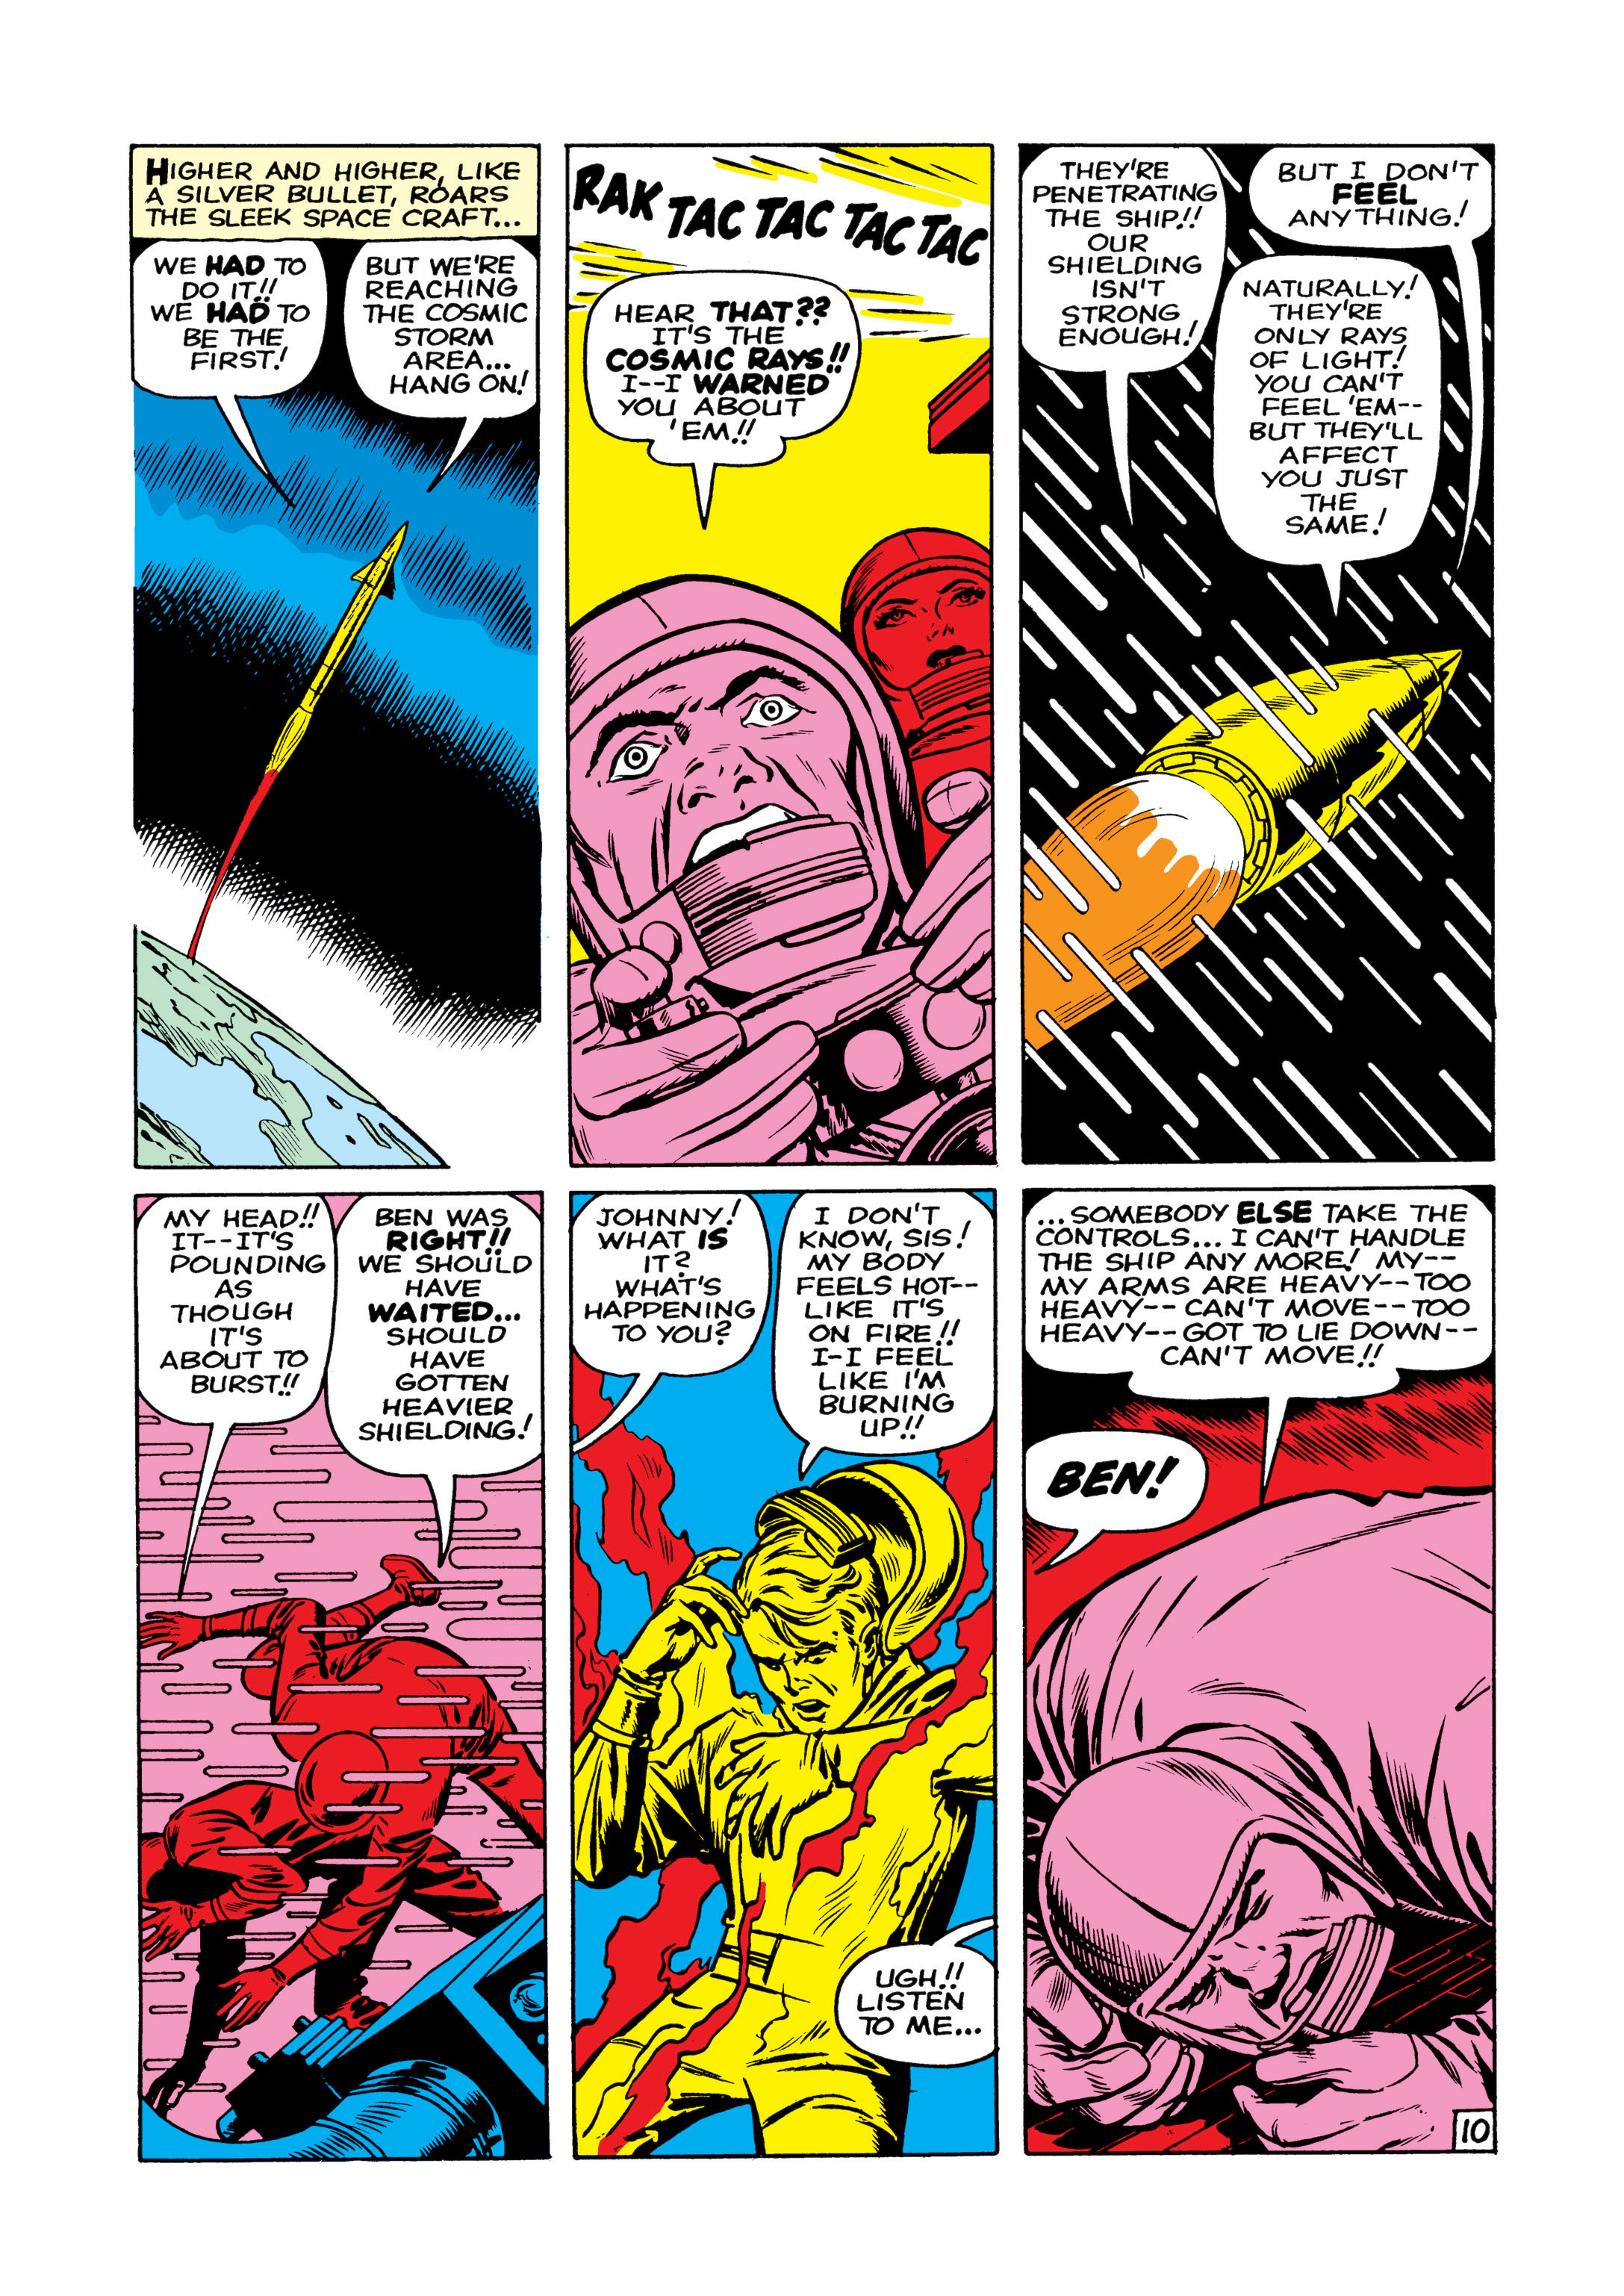 HIGHER AND HIGHER, LIKE
A SILVER BULLET, ROARS
THE SLEEK SPACE CRAFT...
WE HAD TO
DO IT!!
WE HAD TO
BE THE
FIRST!
BUT WE'RE
REACHING
THE COSMIC
STORM
AREA...
HANG ON!
RAK TAC TAC TAC TAC
HEAR THAT??
IT'S THE
COSMIC RAYS!!
I--I WARNED
YOU ABOUT
'EM!!
THEY'RE
PENETRATING
THE SHIP!!
OUR
SHIELDING
ISN'T
STRONG
ENOUGH!
BUT I DON'T
FEEL
ANYTHING!
NATURALLY!
THEY'RE
ONLY RAYS
OF LIGHT!
YOU CAN'T
FEEL 'EM--
BUT THEY'LL
AFFECT
YOU JUST
THE
SAME!
MY HEAD!!
IT--IT'S
POUNDING
AS
THOUGH
IT'S
ABOUT TO
BURST!!
BEN WAS
RIGHT!!
WE SHOULD
HAVE
WAITED...
SHOULD
HAVE
GOTTEN
HEAVIER
SHIELDING!
JOHNNY!
WHAT IS
IT?
WHAT'S
HAPPENING
TO YOU?
I DON'T
KNOW, SIS!
MY BODY
FEELS HOT--
LIKE IT'S
ON FIRE!!
I-I FEEL
LIKE I'M
BURNING
UP!!
UGH!!
LISTEN
TO ME...
...SOMEBODY ELSE TAKE THE
CONTROLS... I CAN'T HANDLE
THE SHIP ANY MORE! MY--
MY ARMS ARE HEAVY--TOO
HEAVY-- CAN'T MOVE--TOO
HEAVY--GOT TO LIE DOWN--
CAN'T MOVE!!
BEN!
10